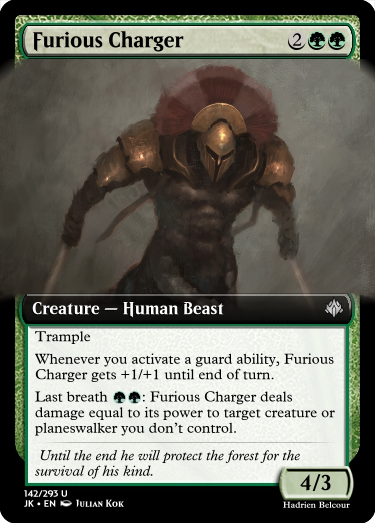 Furious Charger 2
Creature — Human Beast
Trample
Whenever you activate a guard ability, Furious
Charger gets +1/+1 until end of turn.
Last breath : Furious Charger deals
damage equal to its power to target creature or
planeswalker you don't control.
Until the end he will protect the forest for the
survival of his kind.
4/3
142/293 U
JK • EN Julian Kok
Hadrien Belcour